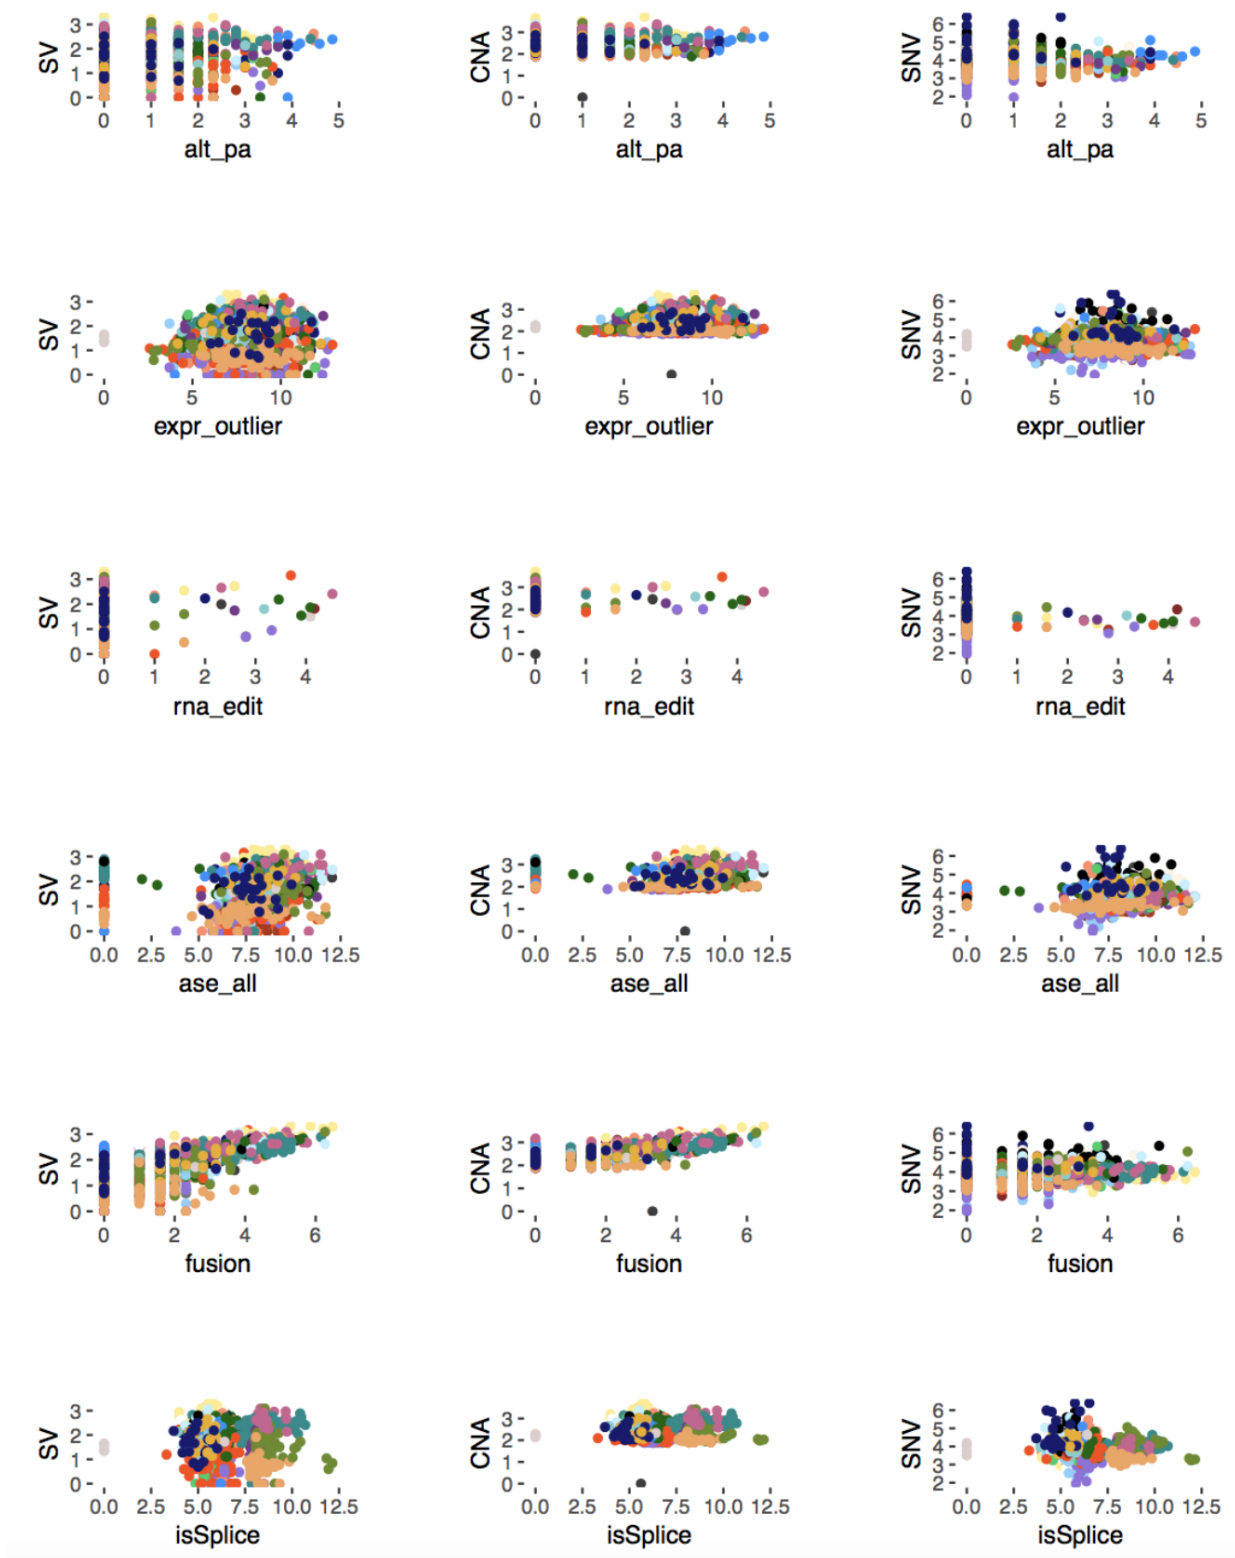 SV 3 2 1 0
0 1 2 3 4 5
alt_pa
CNA 3 2 1 0
0 1 2 3 4 5
alt_pa
SNV 6 5 4 3 2
0 1 2 3 4 5
alt_pa
SV 3 2 1 0
0 5 10
expr_outlier
CNA 3 2 1 0
0 5 10
expr_outlier
SNV 6 5 4 3 2
0 5 10
expr_outlier
SV 3 2 1 0
0 1 2 3 4
rna_edit
CNA 3 2 1 0
0 1 2 3 4
rna_edit
SNV 6 5 4 3 2
0 1 2 3 4
rna_edit
SV 3 2 1 0
0.0 2.5 5.0 7.5 10.0 12.5
ase_all
CNA 3 2 1 0
0.0 2.5 5.0 7.5 10.0 12.5
ase_all
SNV 6 5 4 3 2
0.0 2.5 5.0 7.5 10.0 12.5
ase_all
SV 3 2 1 0
0 2 4 6
fusion
CNA 3 2 1 0
0 2 4 6
fusion
SNV 6 5 4 3 2
0 2 4 6
fusion
SV 3 2 1 0
0.0 2.5 5.0 7.5 10.0 12.5
isSplice
CNA 3 2 1 0
0.0 2.5 5.0 7.5 10.0 12.5
isSplice
SNV 6 5 4 3 2
0.0 2.5 5.0 7.5 10.0 12.5
isSplice